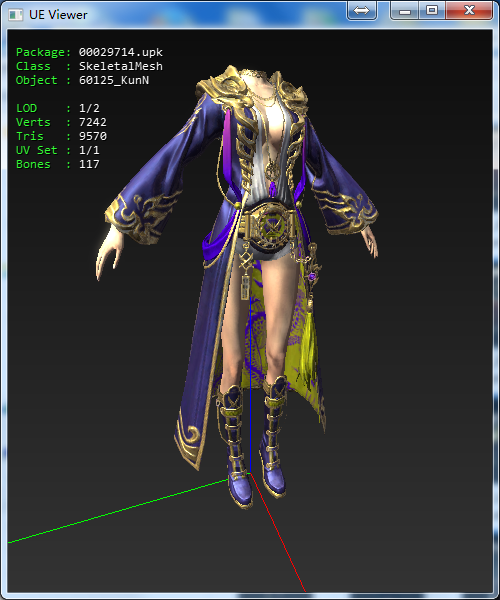 UE Viewer
Package: 00029714.upk
Class : SkeletalMesh
Object : 60125_KunN
LOD : 1/2
Verts : 7242
Tris : 9570
UV Set : 1/1
Bones : 117